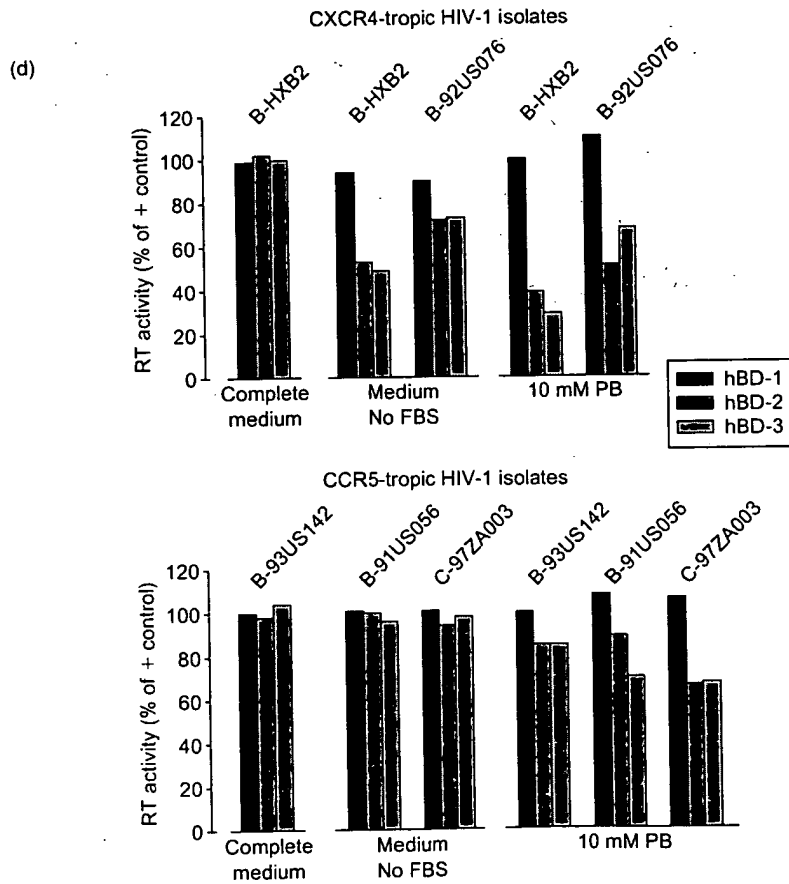 CXCR4-tropic HIV-1 isolates
(d)
B-HXB2
B-HXB2
B-92US076
B-HXB2
B-92US076
RT activity (% of + control)
120
100
80
60
40
20
0
Complete medium
Medium No FBS
10 mM PB
hBD-1
hBD-2
hBD-3
CCR5-tropic HIV-1 isolates
B-93US142
B-91US056
C-97ZA003
B-93US142
B-91US056
C-97ZA003
RT activity (% of + control)
120
100
80
60
40
20
0
Complete medium
Medium No FBS
10 mM PB